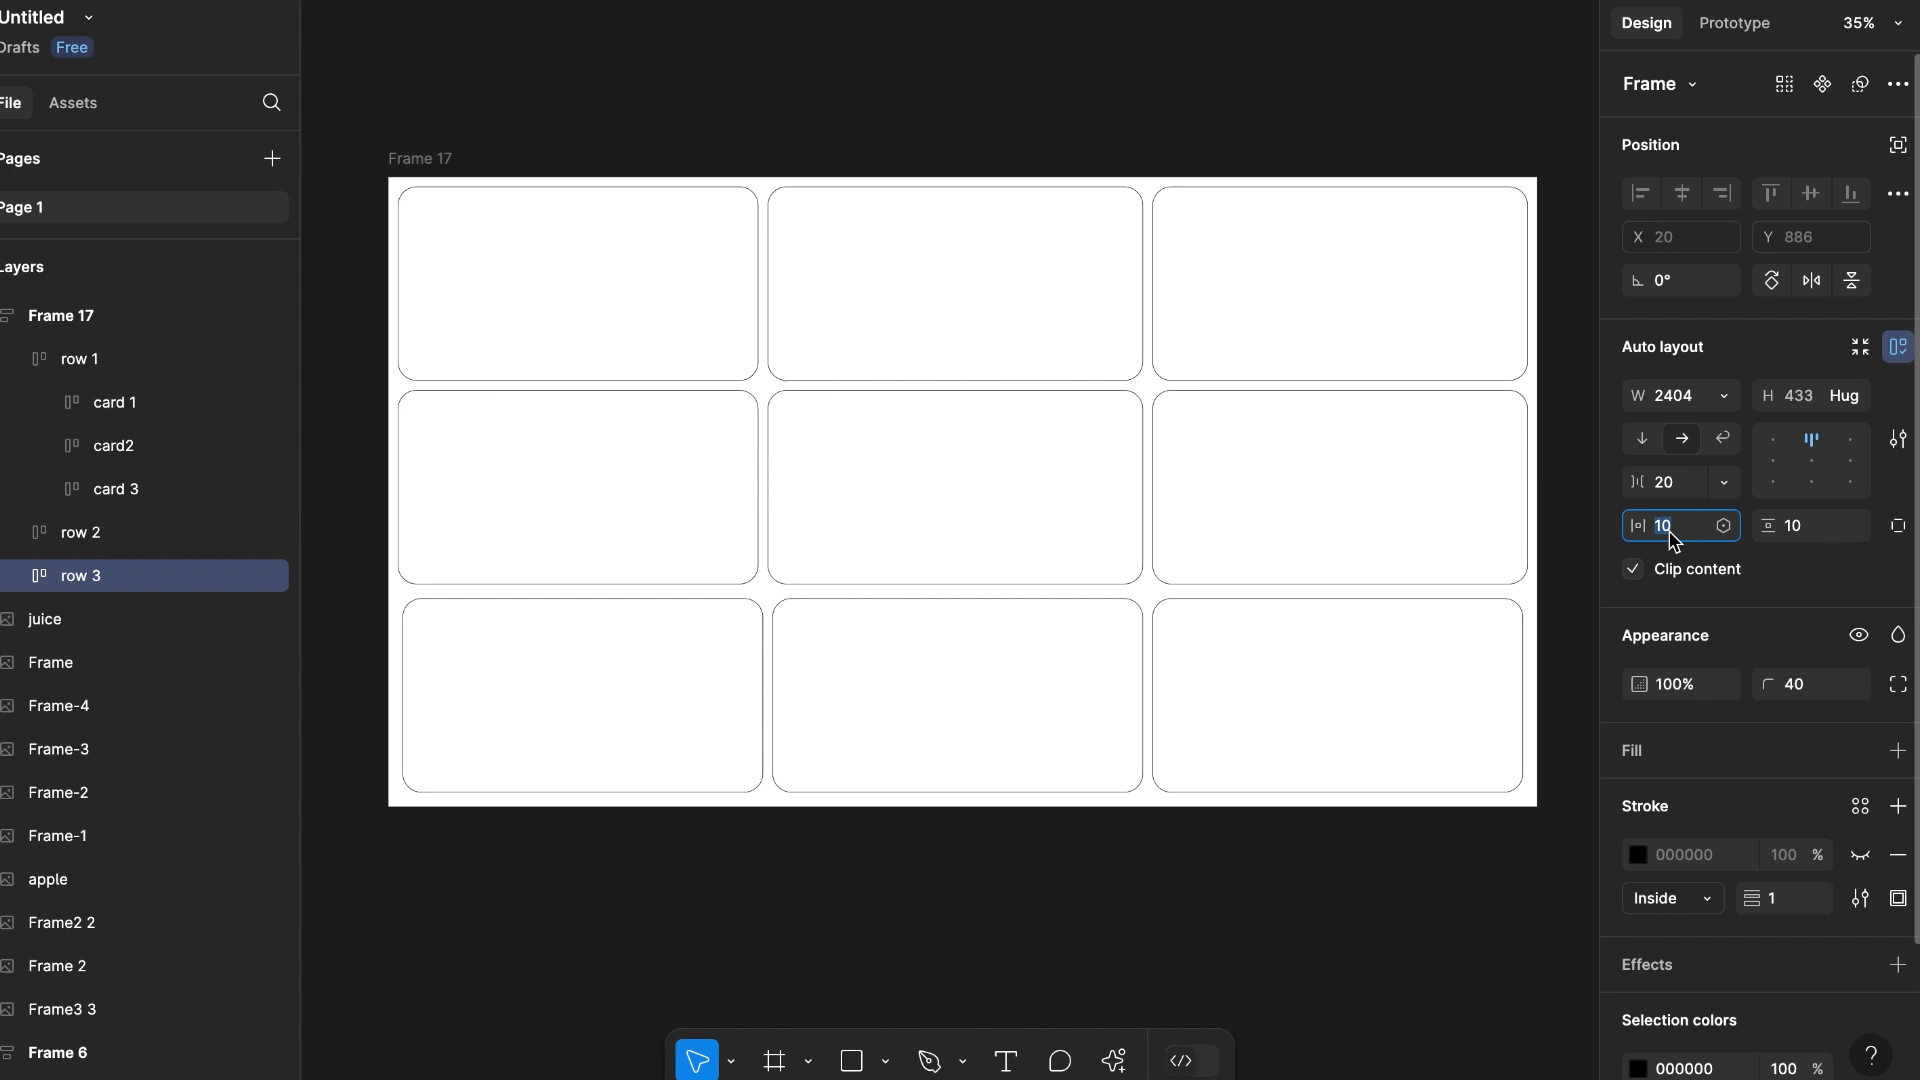 Untitled
Drafts Free
File Assets
Pages
Page 1
Layers
Frame 17
row 1
card 1
card2
card 3
row 2
row 3
juice
Frame
Frame-4
Frame-3
Frame-2
Frame-1
apple
Frame2 2
Frame 2
Frame3 3
Frame 6
Frame 17
Design Prototype 35%
Frame
Position
X 20 Y 886
0°
Auto layout
W 2404 H 433 Hug
20
10 10
Clip content
Appearance
100% 40
Fill
Stroke
000000 100 %
Inside 1
Effects
Selection colors
000000 100 %
?